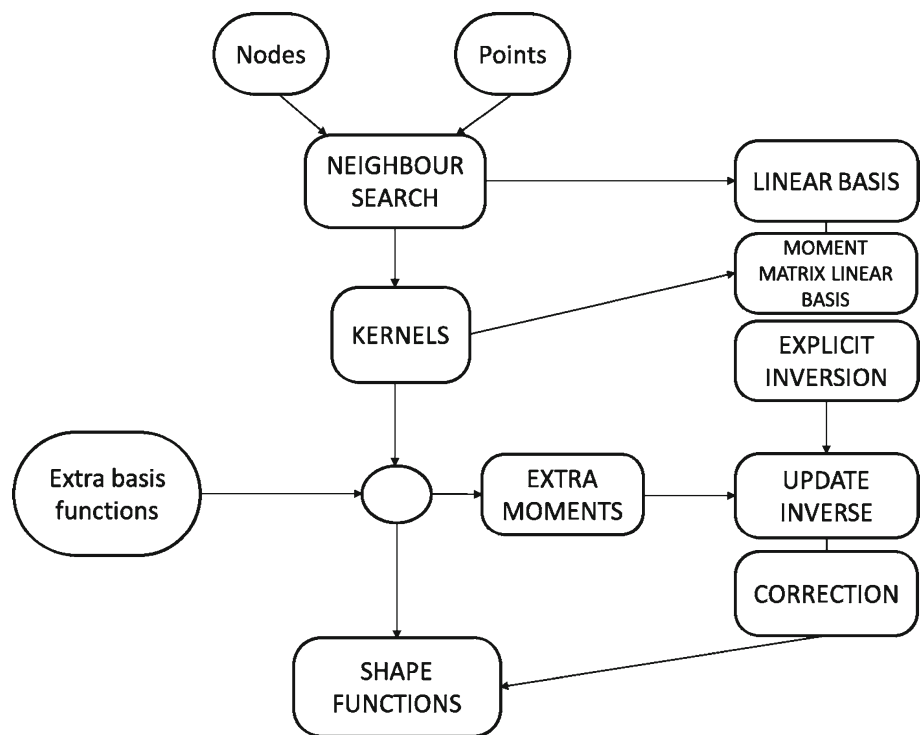 Nodes
Points
NEIGHBOUR
SEARCH
LINEAR BASIS
MOMENT
MATRIX LINEAR
BASIS
KERNELS
EXPLICIT
INVERSION
Extra basis
functions
EXTRA
MOMENTS
UPDATE
INVERSE
CORRECTION
SHAPE
FUNCTIONS